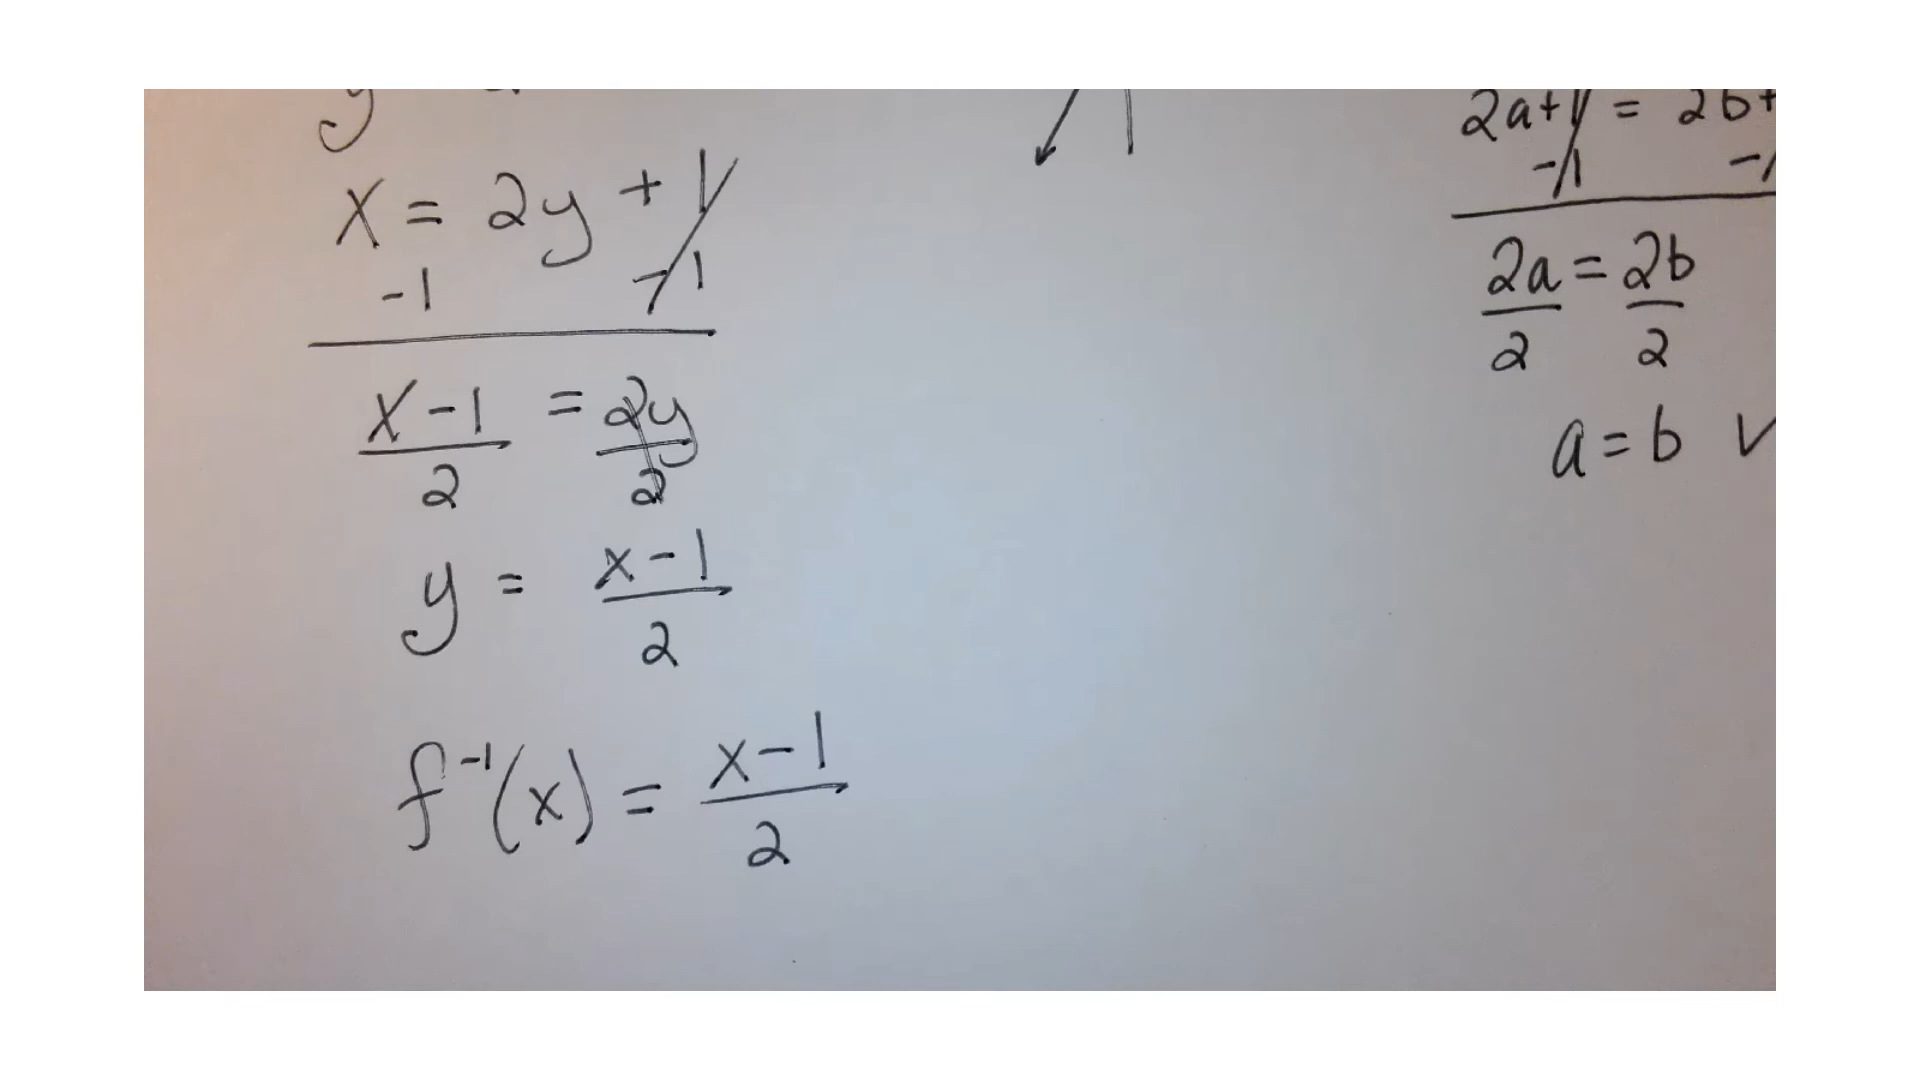 y
x = 2y + 1
-1 -1
x-1 = 2y
2 2
y = x-1
2
f⁻¹(x) = x-1
2
2a+1 = 2b+
-1 -
2a = 2b
2 2
a = b ✓